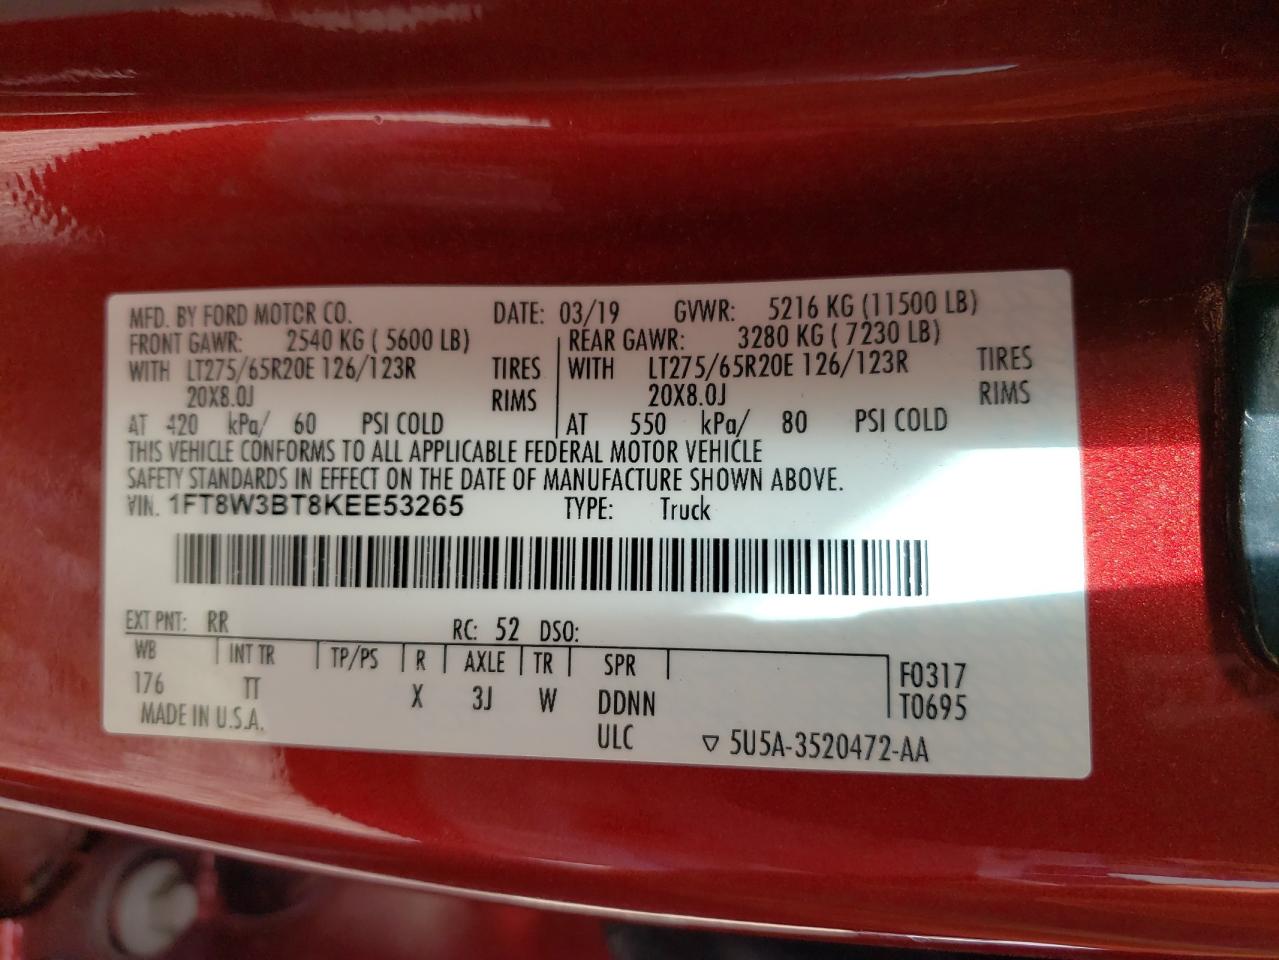 MFD. BY FORD MOTOR CO. DATE: 03/19 GVWR: 5216 KG (11500 LB)
FRONT GAWR: 2540 KG ( 5600 LB) REAR GAWR: 3280 KG ( 7230 LB)
WITH LT275/65R20E 126/123R TIRES WITH LT275/65R20E 126/123R TIRES
20X8.0J RIMS 20X8.0J RIMS
AT 420 kPa/ 60 PSI COLD AT 550 kPa/ 80 PSI COLD
THIS VEHICLE CONFORMS TO ALL APPLICABLE FEDERAL MOTOR VEHICLE
SAFETY STANDARDS IN EFFECT ON THE DATE OF MANUFACTURE SHOWN ABOVE.
VIN. 1FT8W3BT8KEE53265 TYPE: Truck
EXT PNT: RR RC: 52 DSO:
WB INT TR TP/PS R AXLE TR SPR F0317
176 TT X 3J W DDNN T0695
MADE IN U.S.A. ULC ▽ 5U5A-3520472-AA